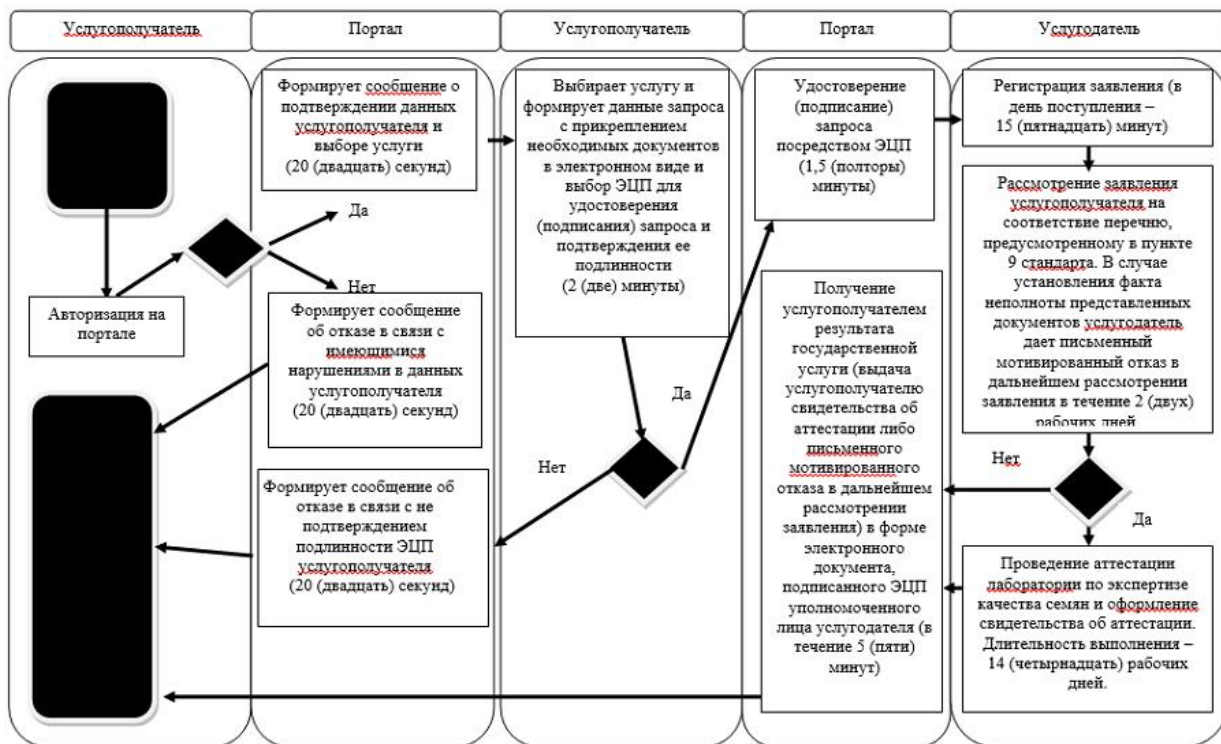 Услугополучатель
Портал
Услугополучатель
Портал
Услугодатель
Авторизация на
портале
Формирует сообщение о
подтверждении данных
услугополучателя и
выборе услуги
(20 (двадцать) секунд)
Да
Нет
Формирует сообщение
об отказе в связи с
имеющимися
нарушениями в данных
услугополучателя
(20 (двадцать) секунд)
Формирует сообщение об
отказе в связи с не
подтверждением
подлинности ЭЦП
услугополучателя
(20 (двадцать) секунд)
Выбирает услугу и
формирует данные запроса
с прикреплением
необходимых документов
в электронном виде и
выбор ЭЦП для
удостоверения
(подписания) запроса и
подтверждения ее
подлинности
(2 (две) минуты)
Да
Нет
Удостоверение
(подписание)
запроса
посредством ЭЦП
(1,5 (полторы)
минуты)
Получение
услугополучателем
результата
государственной
услуги (выдача
услугополучателю
свидетельства об
аттестации либо
письменного
мотивированного
отказа в дальнейшем
рассмотрении
заявления) в форме
электронного
документа,
подписанного ЭЦП
уполномоченного
лица услугодателя (в
течение 5 (пяти)
минут)
Регистрация заявления (в
день поступления –
15 (пятнадцать) минут)
Рассмотрение заявления
услугополучателя на
соответствие перечню,
предусмотренному в пункте
9 стандарта. В случае
установления факта
неполноты представленных
документов услугодатель
дает письменный
мотивированный отказ в
дальнейшем рассмотрении
заявления в течение 2 (двух)
рабочих дней
Нет
Да
Проведение аттестации
лаборатории по экспертизе
качества семян и оформление
свидетельства об аттестации.
Длительность выполнения –
14 (четырнадцать) рабочих
дней.